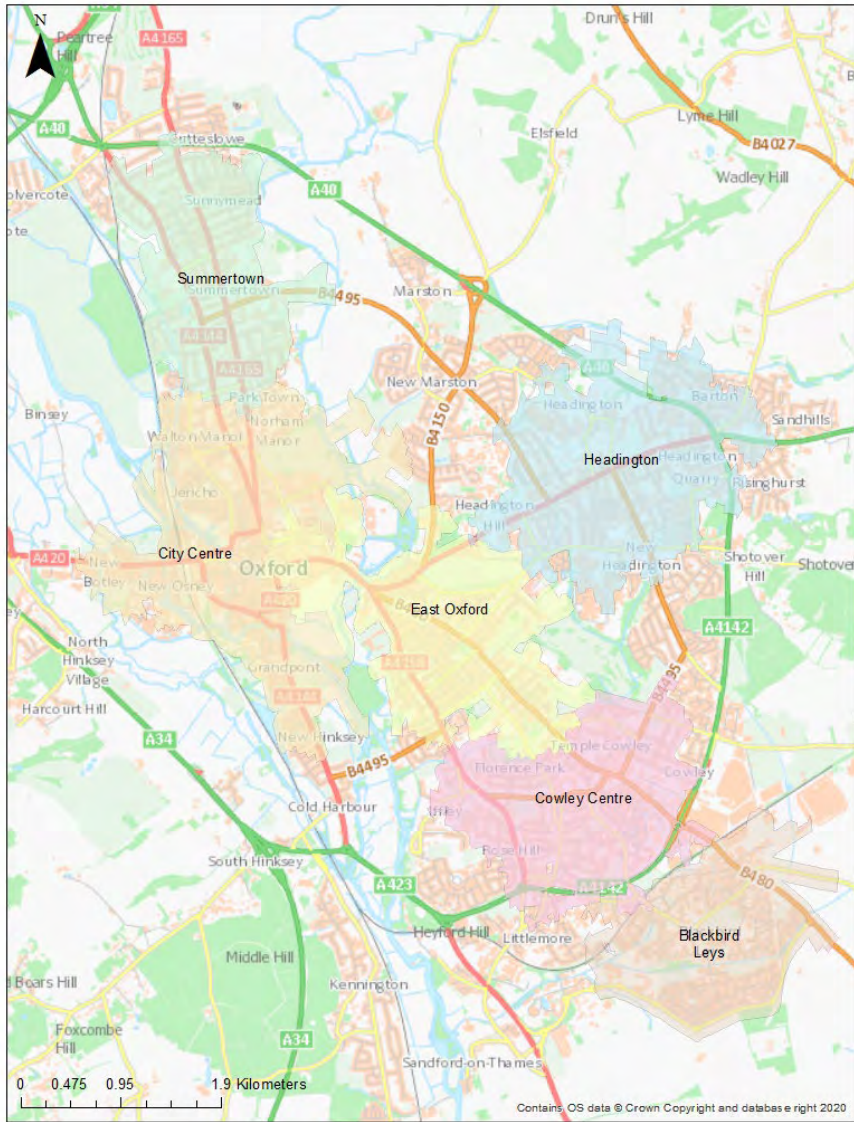 N
A4165
Peartree
Hill
Drun's Hill
A40
Cutteslowe
Elsfield
Lyme Hill
B4027
Wadley Hill
A40
Sunnymead
Summertown
Summertown
B4495
Marston
A4144
A4165
New Marston
Binsey
Park Town
Norham
Manor
Walton Manor
B4150
Headington
A40
Barton
Sandhills
Headington
Headington
Quarry
Risinghurst
Jericho
Headington
Hill
City Centre
A420
New
Botley
New Osney
Oxford
New
Headington
Shotover
Hill
Shotover
East Oxford
A4142
North
Hinksey
Village
Grandpont
A4144
A4158
B4495
Harcourt Hill
A34
New Hinksey
B4495
Temple Cowley
Florence Park
Cowley
Cold Harbour
Iffley
Cowley Centre
Rose Hill
South Hinksey
A423
A4142
B480
Heyford Hill
Littlemore
Blackbird
Leys
Middle Hill
Boars Hill
Kennington
Foxcombe
Hill
A34
Sandford-on-Thames
0 0.475 0.95 1.9 Kilometers
Contains OS data © Crown Copyright and database right 2020